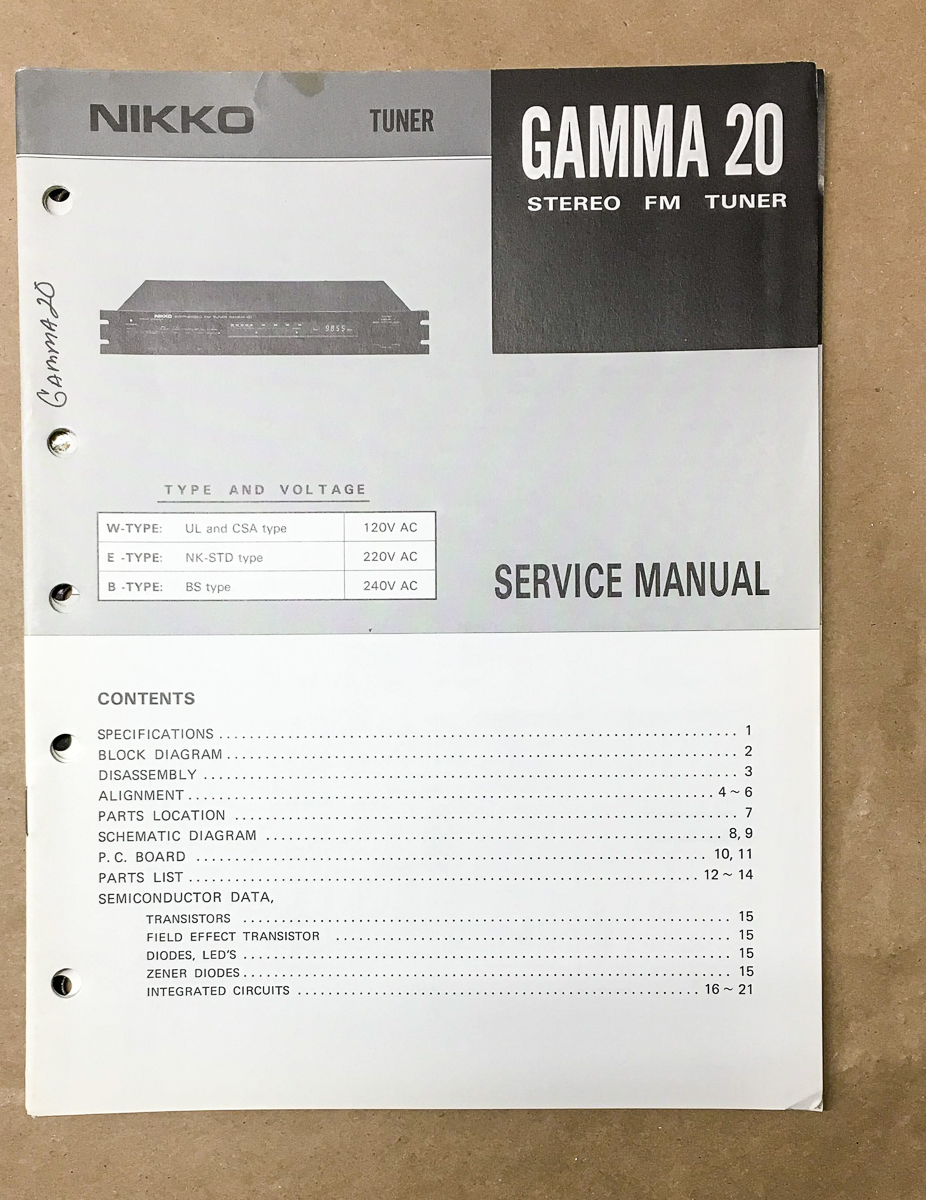 NIKKO TUNER
GAMMA 20
STEREO FM TUNER
GAMMA 20
NIKKO
9855
TYPE AND VOLTAGE
W-TYPE: UL and CSA type 120V AC
E -TYPE: NK-STD type 220V AC
B -TYPE: BS type 240V AC
SERVICE MANUAL
CONTENTS
SPECIFICATIONS 1
BLOCK DIAGRAM 2
DISASSEMBLY 3
ALIGNMENT 4 ~ 6
PARTS LOCATION 7
SCHEMATIC DIAGRAM 8, 9
P. C. BOARD 10, 11
PARTS LIST 12 ~ 14
SEMICONDUCTOR DATA,
TRANSISTORS 15
FIELD EFFECT TRANSISTOR 15
DIODES, LED'S 15
ZENER DIODES 15
INTEGRATED CIRCUITS 16 ~ 21